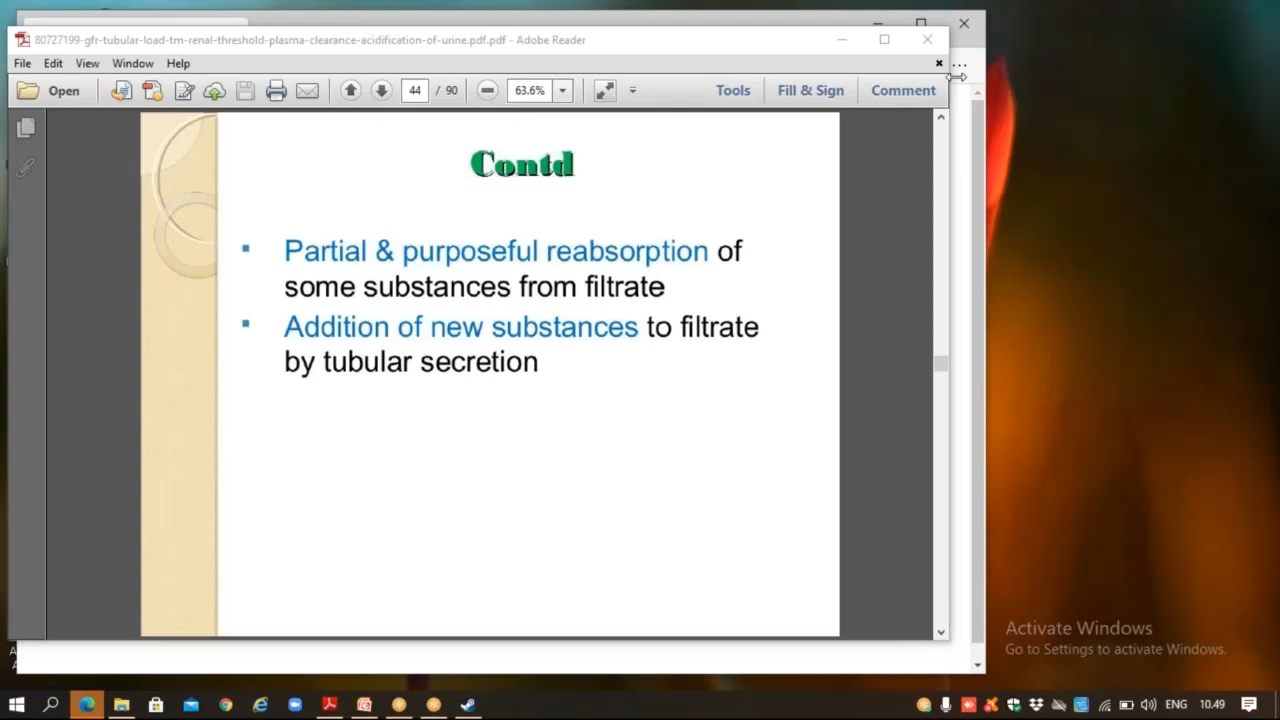 80727199-gfr-tubular-load-tm-renal-threshold-plasma-clearance-acidification-of-urine.pdf.pdf - Adobe Reader
File Edit View Window Help
Open 44 / 90 63.6% Tools Fill & Sign Comment
Contd
Partial & purposeful reabsorption of
some substances from filtrate
Addition of new substances to filtrate
by tubular secretion
Activate Windows
Go to Settings to activate Windows.
ENG 10.49